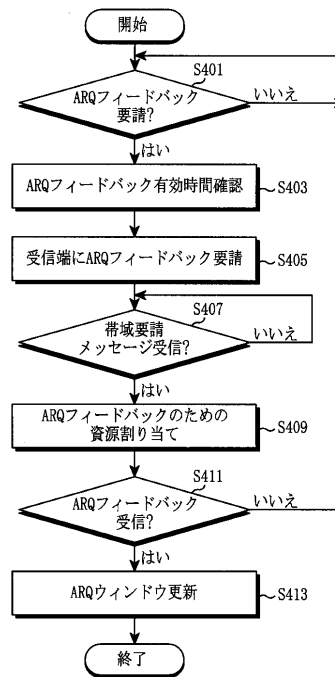 開始
S401
ARQフィードバック
要請?
いいえ
はい
ARQフィードバック有効時間確認
S403
受信端にARQフィードバック要請
S405
S407
帯域要請
メッセージ受信?
いいえ
はい
ARQフィードバックのための
資源割り当て
S409
S411
ARQフィードバック
受信?
いいえ
はい
ARQウィンドウ更新
S413
終了